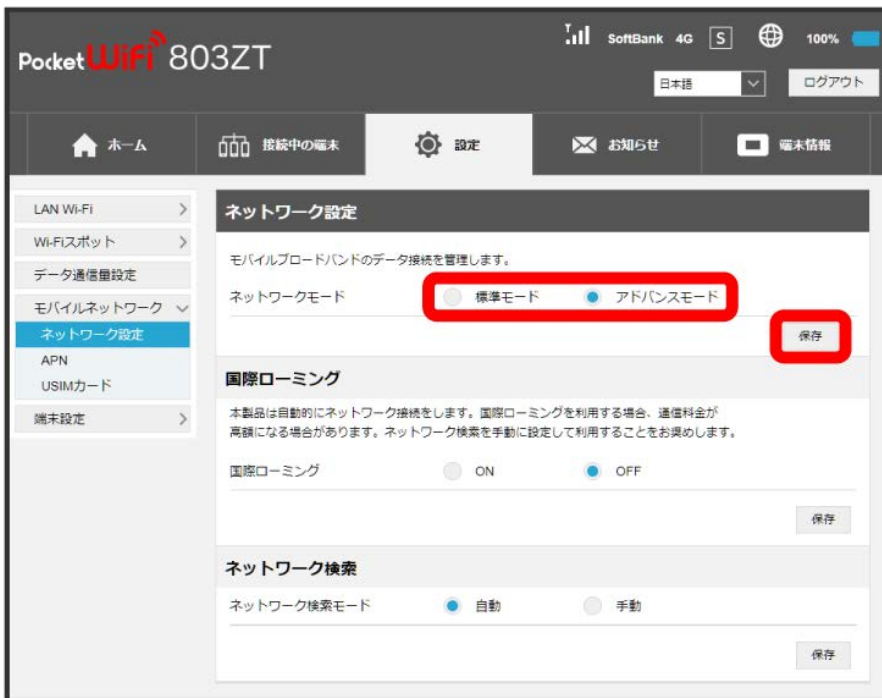 Pocket WiFi 803ZT
SoftBank 4G S 100%
日本語 ログアウト
ホーム 接続中の端末 設定 お知らせ 端末情報
LAN Wi-Fi
Wi-Fiスポット
データ通信量設定
モバイルネットワーク
ネットワーク設定
APN
USIMカード
端末設定
ネットワーク設定
モバイルブロードバンドのデータ接続を管理します。
ネットワークモード 標準モード アドバンスモード
保存
国際ローミング
本製品は自動的にネットワーク接続をします。国際ローミングを利用する場合、通信料金が
高額になる場合があります。ネットワーク検索を手動に設定して利用することをお奨めします。
国際ローミング ON OFF
保存
ネットワーク検索
ネットワーク検索モード 自動 手動
保存